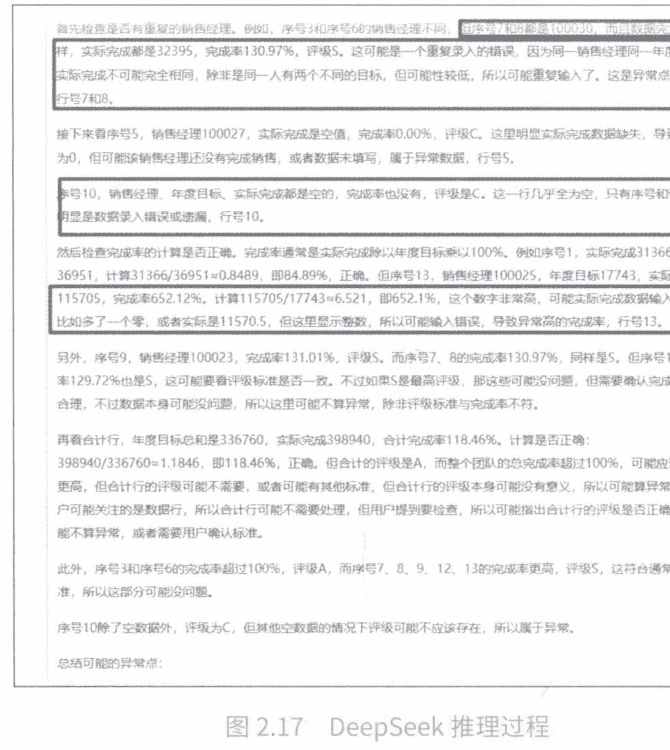 首先检查是否有重复的销售经理。例如，序号3和序号6的销售经理不同，但序号7和8都是100030，而且数据完
样，实际完成都是32395，完成率130.97%，评级S。这可能是一个重复录入的错误，因为同一销售经理同一年度
实际完成不可能完全相同，除非是同一人有两个不同的目标，但可能性较低，所以可能重复输入了。这是异常点
行号7和8。
接下来看序号5，销售经理100027，实际完成是空值，完成率0.00%，评级C。这里明显实际完成数据缺失，导致
为0，但可能该销售经理还没有完成销售，或者数据未填写，属于异常数据，行号5。
序号10，销售经理、年度目标、实际完成都是空的，完成率也没有，评级是C。这一行几乎全为空，只有序号和
明显是数据录入错误或遗漏，行号10。
然后检查完成率的计算是否正确。完成率通常是实际完成除以年度目标乘以100%。例如序号1，实际完成31366
36951，计算31366/36951≈0.8489，即84.89%，正确。但序号13，销售经理100025，年度目标17743，实际
115705，完成率652.12%。计算115705/17743≈6.521，即652.1%，这个数字非常高，可能实际完成数据输入
比如多了一个零，或者实际是11570.5，但这里显示整数，所以可能输入错误，导致异常高的完成率，行号13。
另外，序号9，销售经理100023，完成率131.01%，评级S。而序号7、8的完成率130.97%，同样是S。但序号1
率129.72%也是S，这可能要看评级标准是否一致。不过如果S是最高评级，那这些可能没问题，但需要确认完成
合理，不过数据本身可能没问题，所以这里可能不算异常，除非评级标准与完成率不符。
再看合计行，年度目标总和是336760，实际完成398940，合计完成率118.46%。计算是否正确：
398940/336760≈1.1846，即118.46%，正确。但合计的评级是A，而整个团队的总完成率超过100%，可能应
更高，但合计行的评级可能不需要，或者可能有其他标准，但合计行的评级本身可能没有意义，所以可能算异常
户可能关注的是数据行，所以合计行可能不需要处理，但用户提到要检查，所以可能指出合计行的评级是否正确
能不算异常，或者需要用户确认标准。
此外，序号3和序号6的完成率超过100%，评级A，而序号7、8、9、12、13的完成率更高，评级S，这符合通常
准，所以这部分可能没问题。
序号10除了空数据外，评级为C，但其他空数据的情况下评级可能不应该存在，所以属于异常。
总结可能的异常点：
图 2.17 DeepSeek 推理过程